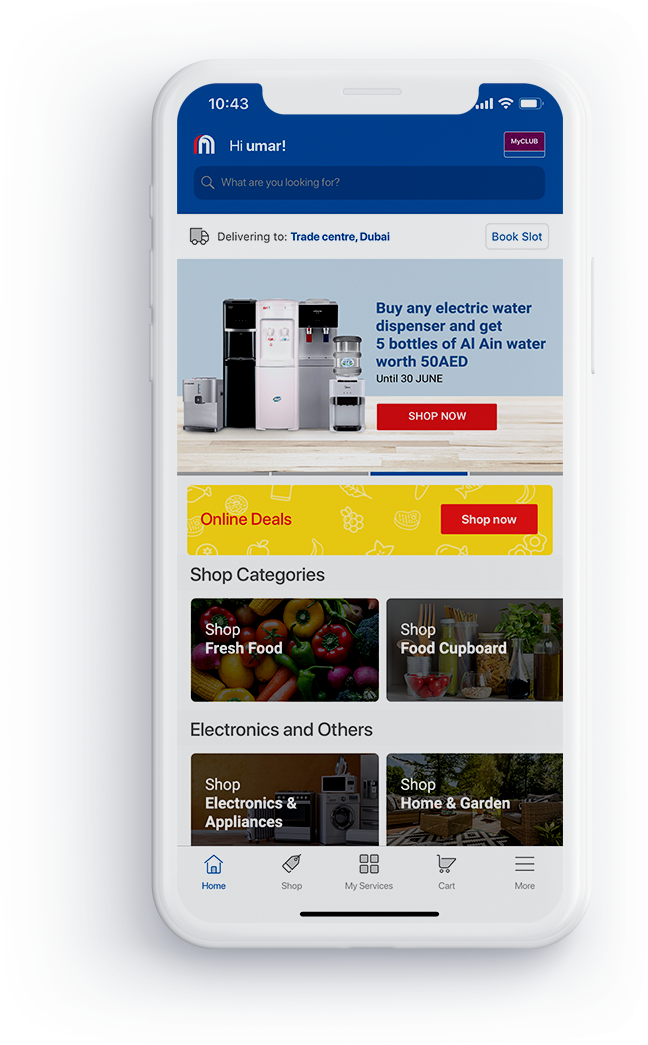 10:43
Hi umar!
MyCLUB
What are you looking for?
Delivering to: Trade centre, Dubai
Book Slot
Buy any electric water
dispenser and get
5 bottles of Al Ain water
worth 50AED
Until 30 JUNE
SHOP NOW
Online Deals
Shop now
Shop Categories
Shop
Fresh Food
Shop
Food Cupboard
Electronics and Others
Shop
Electronics &
Appliances
Shop
Home & Garden
Home
Shop
My Services
Cart
More